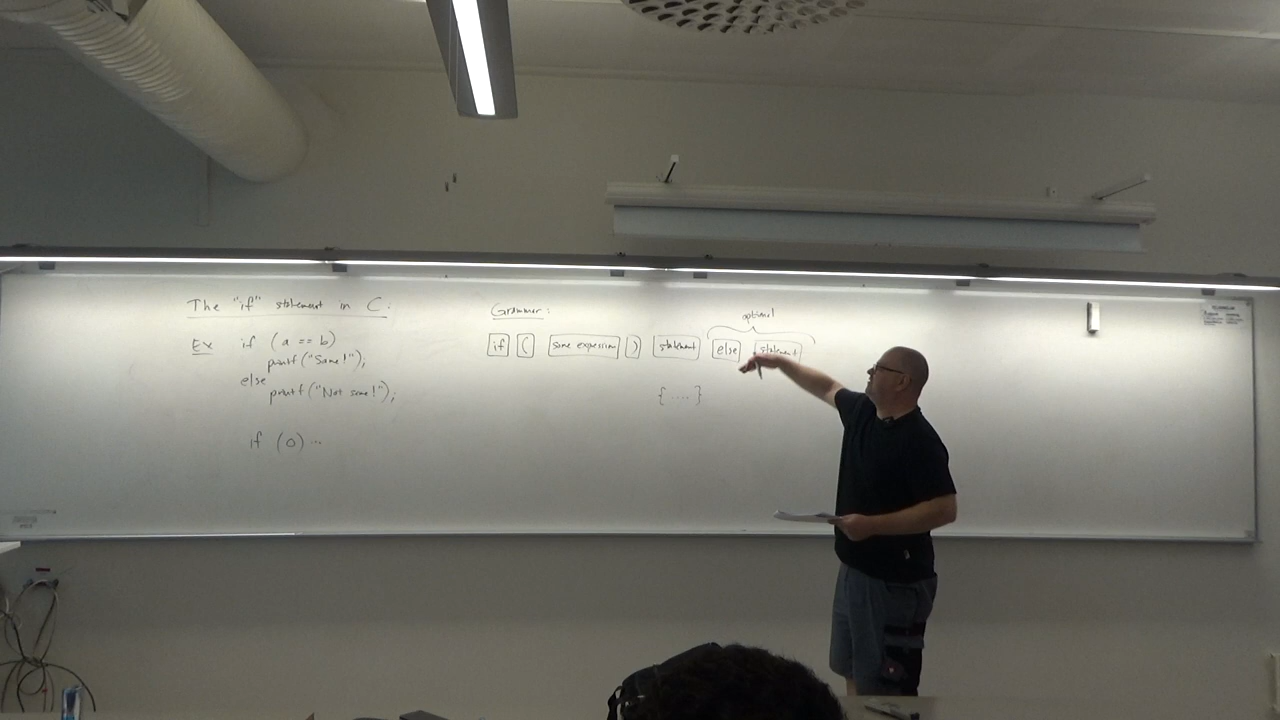 The "if" statement in C:
Ex if (a == b)
printf("Same!");
else
printf("Not same!");
if (0) ...
Grammar:
optional
if ( some expression ) statement else statement
{ .... }